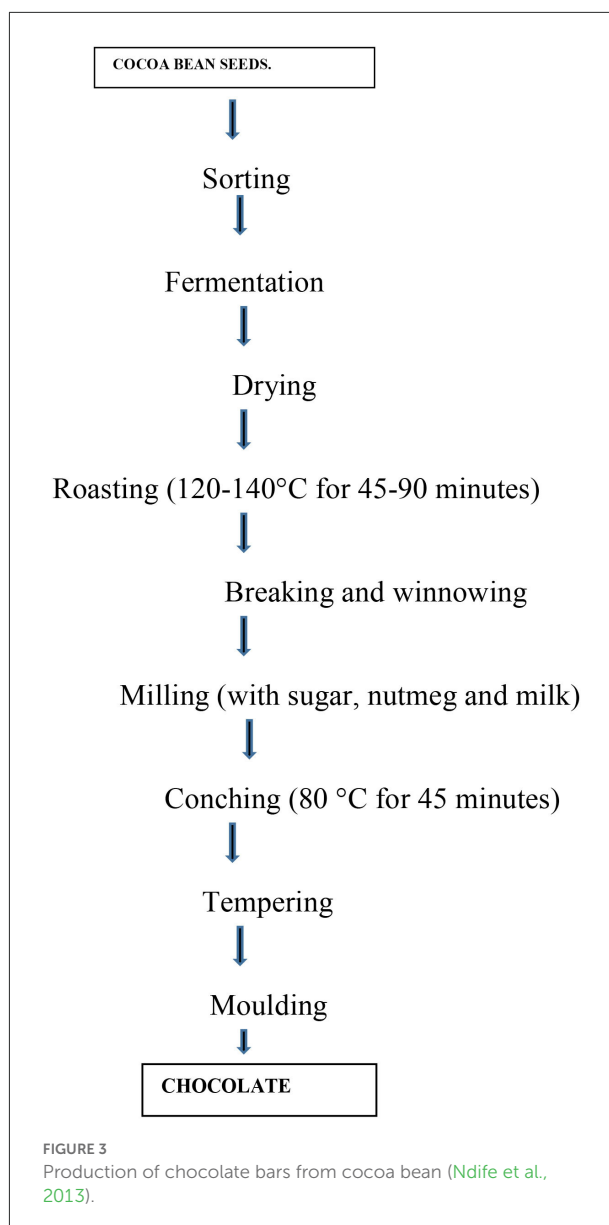 COCOA BEAN SEEDS.
Sorting
Fermentation
Drying
Roasting (120-140°C for 45-90 minutes)
Breaking and winnowing
Milling (with sugar, nutmeg and milk)
Conching (80 °C for 45 minutes)
Tempering
Moulding
CHOCOLATE
FIGURE 3
Production of chocolate bars from cocoa bean (Ndife et al.,
2013).